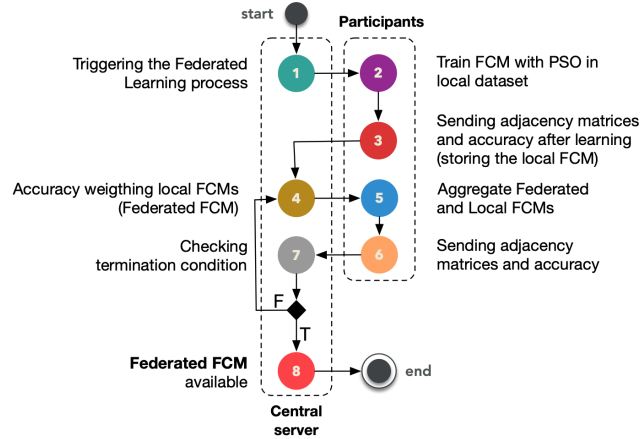 start
Participants
Triggering the Federated
Learning process
1
2
Train FCM with PSO in
local dataset
3
Sending adjacency matrices
and accuracy after learning
(storing the local FCM)
Accuracy weigthing local FCMs
(Federated FCM)
4
5
Aggregate Federated
and Local FCMs
Checking
termination condition
7
6
Sending adjacency
matrices and accuracy
F
T
Federated FCM
available
8
end
Central
server